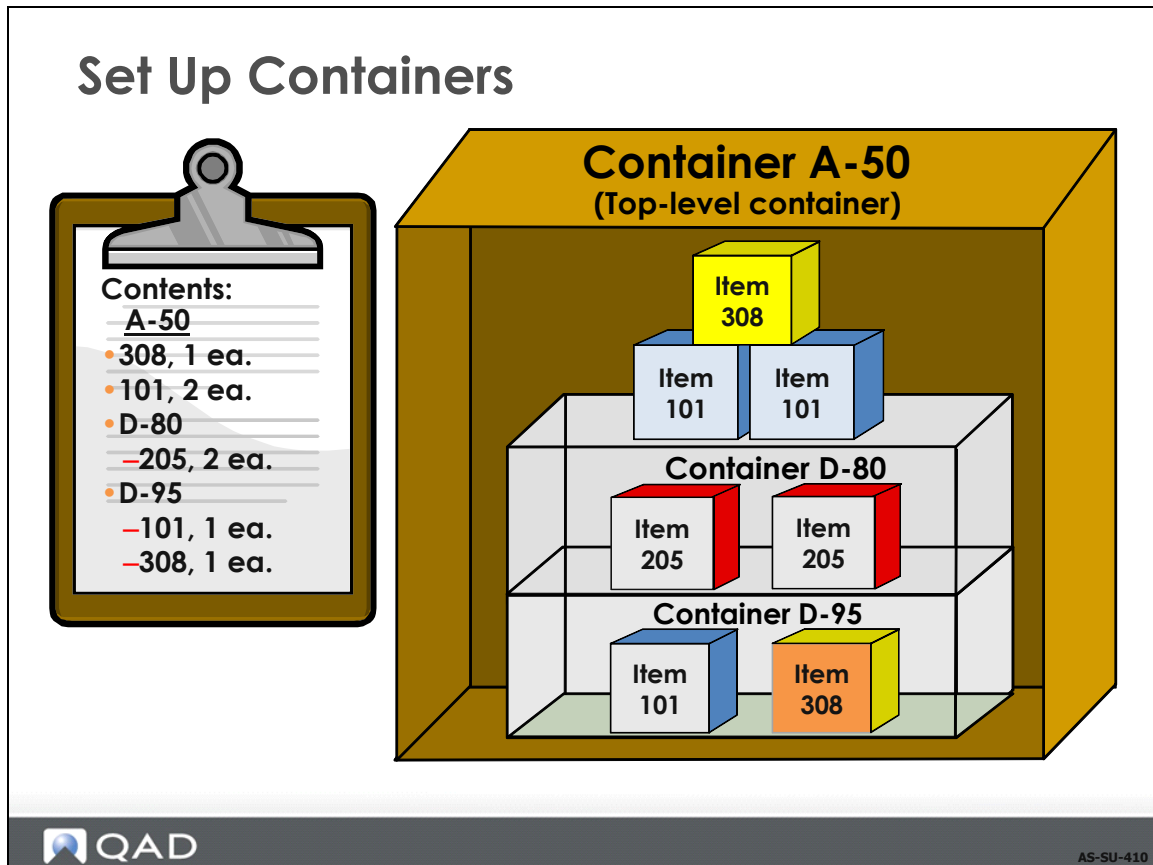 Set Up Containers
Contents:
A-50
•308, 1 ea.
•101, 2 ea.
•D-80
–205, 2 ea.
•D-95
–101, 1 ea.
–308, 1 ea.
Container A-50
(Top-level container)
Item
308
Item
101
Item
101
Container D-80
Item
205
Item
205
Container D-95
Item
101
Item
308
QAD
AS-SU-410